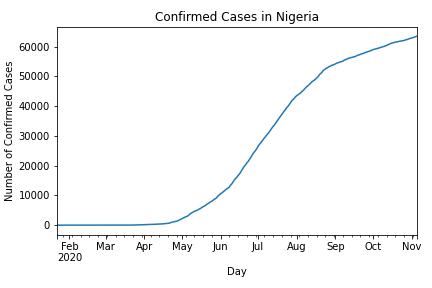 Confirmed Cases in Nigeria
Number of Confirmed Cases
60000
50000
40000
30000
20000
10000
0
Feb Mar Apr May Jun Jul Aug Sep Oct Nov
2020
Day